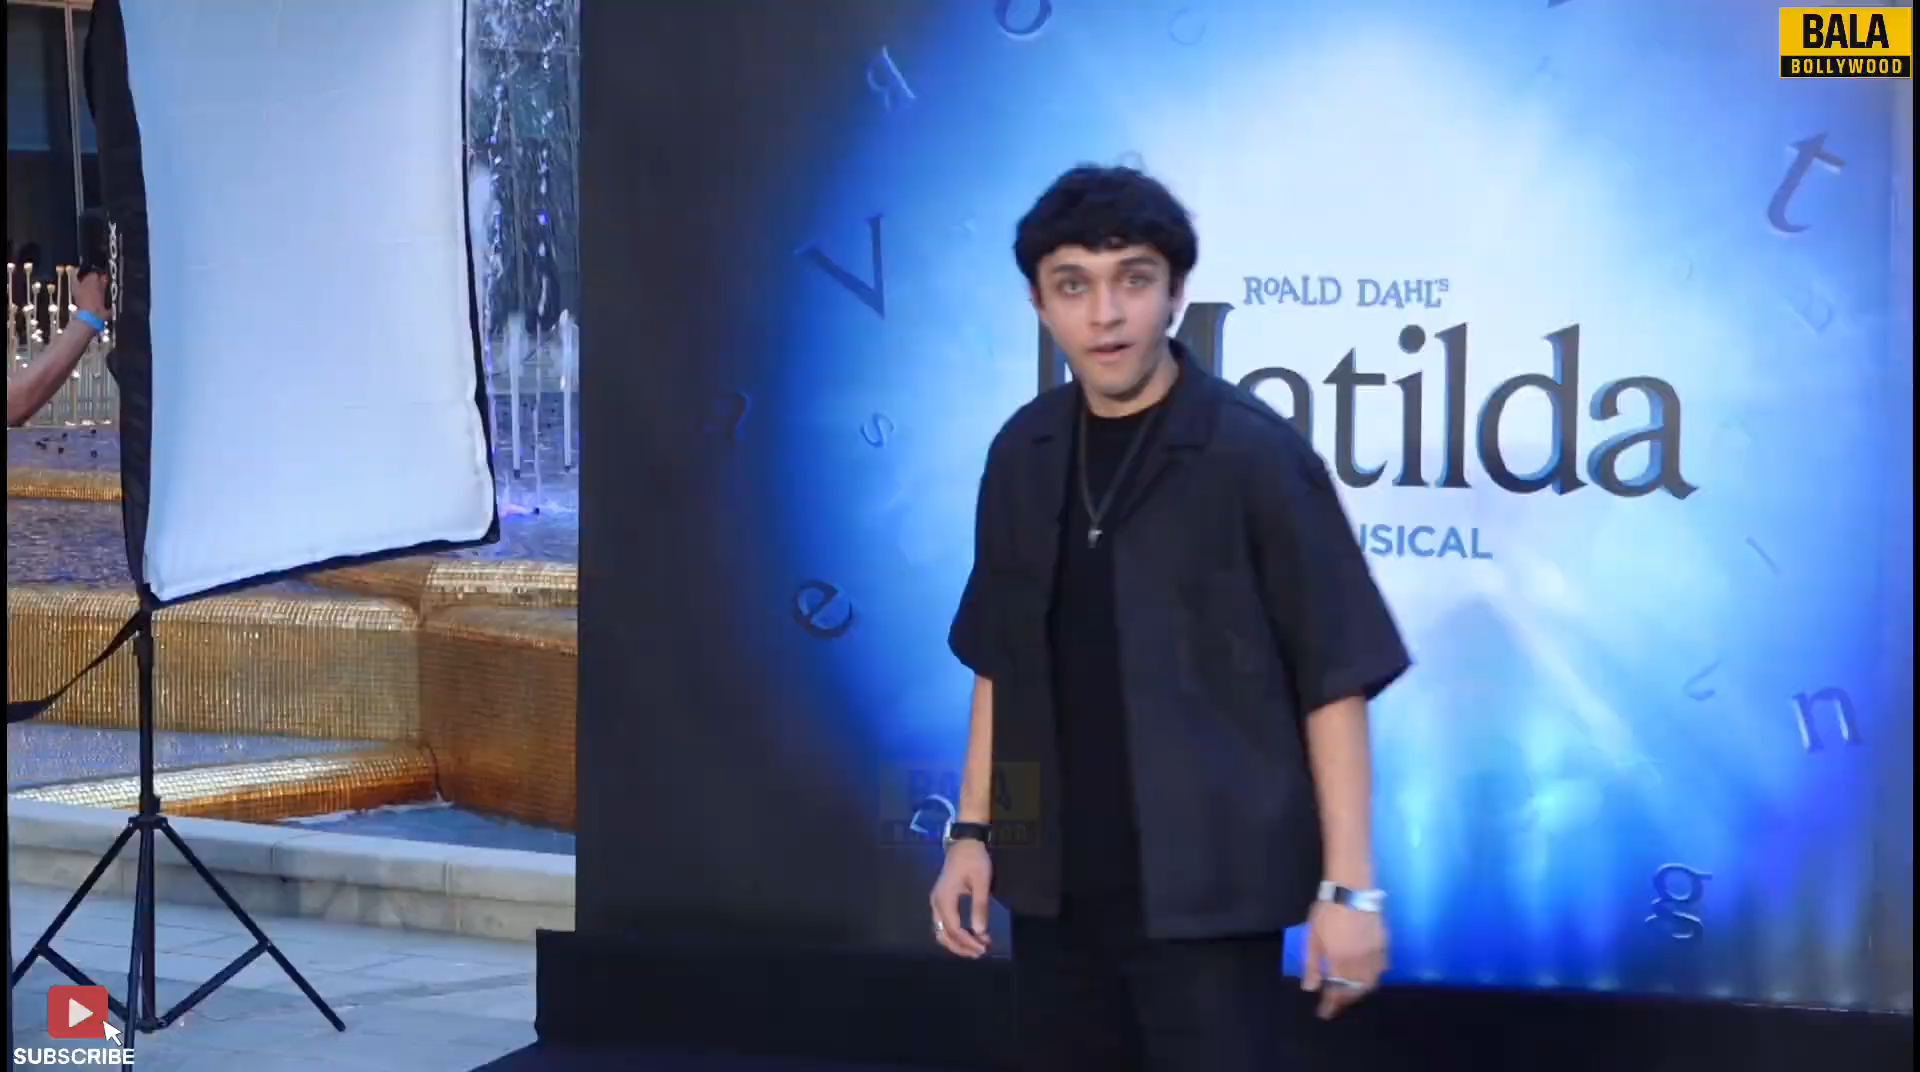 BALA
BOLLYWOOD
ROALD DAHL'S
atilda
USICAL
SUBSCRIBE